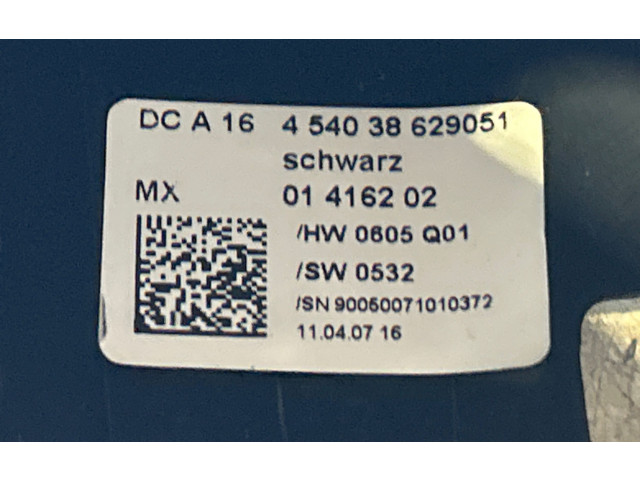 DC A 16 4 540 38 629051
schwarz
MX 01 4162 02
/HW 0605 Q01
/SW 0532
/SN 90050071010372
11.04.07 16